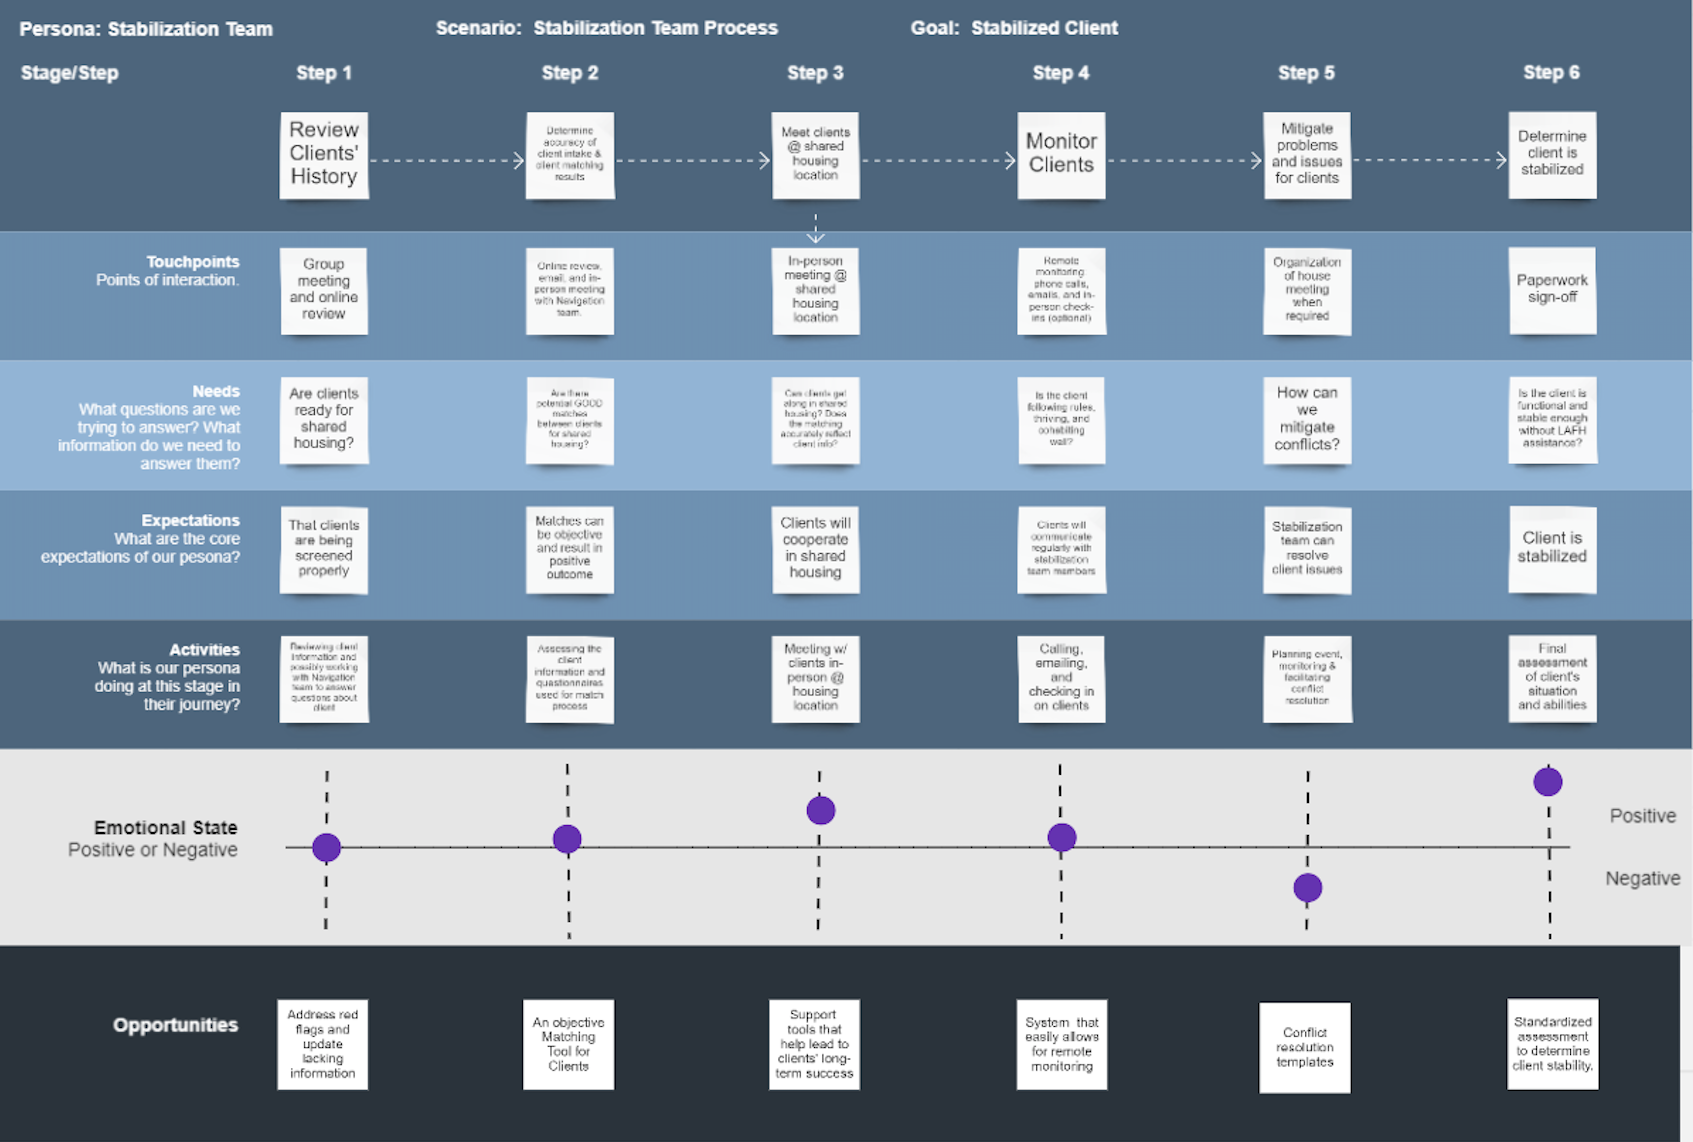 Persona: Stabilization Team
Scenario: Stabilization Team Process
Goal: Stabilized Client
Stage/Step
Step 1
Step 2
Step 3
Step 4
Step 5
Step 6
Review
Clients'
History
Determine
accuracy of
client intake &
client matching
results
Meet clients
@ shared
housing
location
Monitor
Clients
Mitigate
problems
and issues
for clients
Determine
client is
stabilized
Touchpoints
Points of interaction.
Group
meeting
and online
review
Online review,
email, and in-
person meeting
with Navigation
team.
In-person
meeting @
shared
housing
location
Remote
monitoring
phone calls,
emails, and in-
person check-
ins (optional)
Organization
of house
meeting
when
required
Paperwork
sign-off
Needs
What questions are we
trying to answer? What
information do we need to
answer them?
Are clients
ready for
shared
housing?
Are there
potential GOOD
matches
between clients
for shared
housing?
Can clients get
along in shared
housing? Does
the matching
accurately reflect
client info?
Is the client
following rules,
thriving, and
cohabiting
well?
How can
we
mitigate
conflicts?
Is the client is
functional and
stable enough
without LAFH
assistance?
Expectations
What are the core
expectations of our pesona?
That clients
are being
screened
properly
Matches can
be objective
and result in
positive
outcome
Clients will
cooperate
in shared
housing
Clients will
communicate
regularly with
stabilization
team members
Stabilization
team can
resolve
client issues
Client is
stabilized
Activities
What is our persona
doing at this stage in
their journey?
Reviewing client
information and
possibly working
with Navigation
team to answer
questions about
client
Assessing the
client
information and
questionnaires
used for match
process
Meeting w/
clients in-
person @
housing
location
Calling,
emailing,
and
checking in
on clients
Planning event,
monitoring &
facilitating
conflict
resolution
Final
assessment
of client's
situation
and abilities
Emotional State
Positive or Negative
Positive
Negative
Opportunities
Address red
flags and
update
lacking
information
An objective
Matching
Tool for
Clients
Support
tools that
help lead to
clients' long-
term success
System that
easily allows
for remote
monitoring
Conflict
resolution
templates
Standardized
assessment
to determine
client stability.